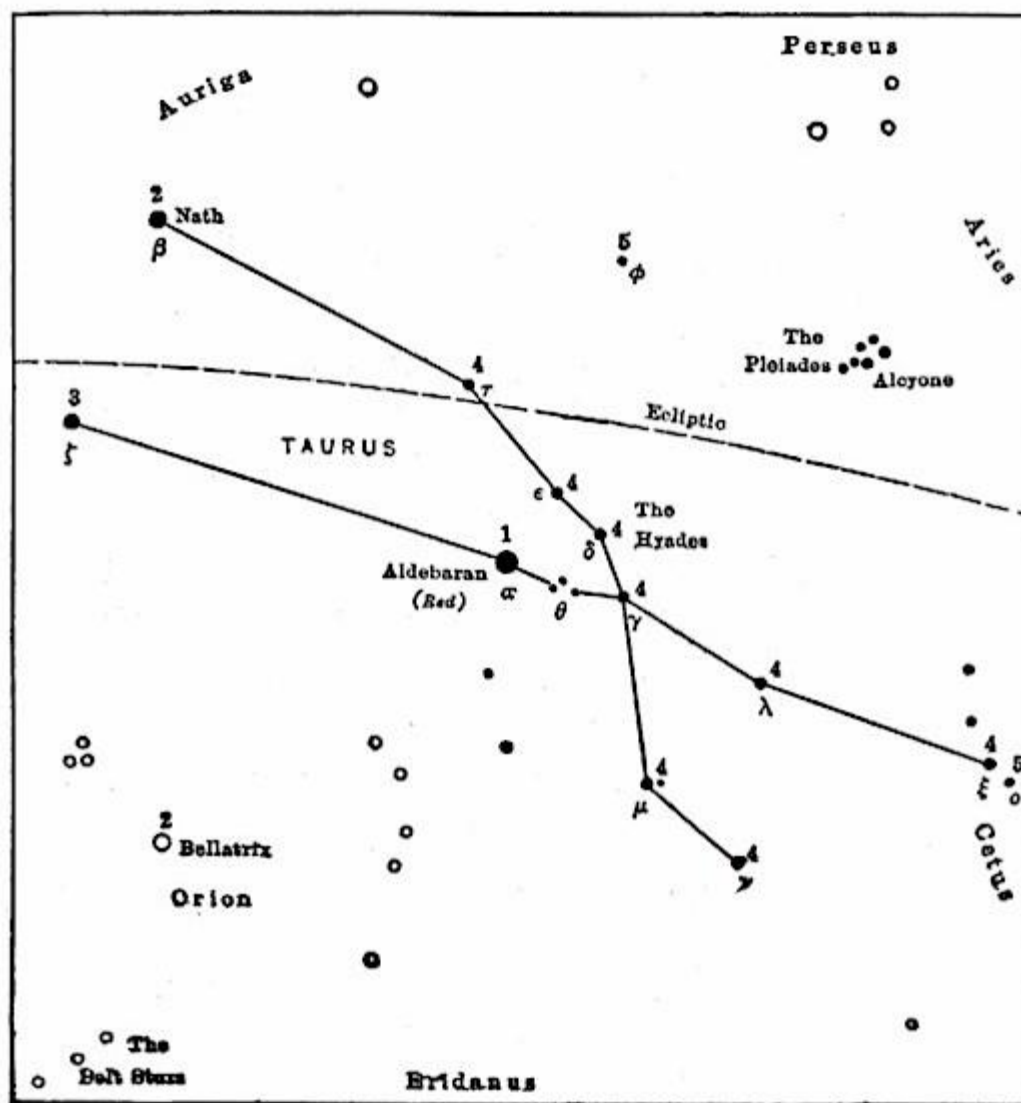 Perseus
Auriga
2
Nath
β
5
φ
Aries
The
Pleiades
Alcyone
4
τ
Ecliptic
3
ζ
TAURUS
4
ε
4
δ
The
Hyades
1
Aldebaran
(Red)
α
θ
4
γ
4
λ
4
ξ
5
ο
4
μ
Cetus
2
Bellatrix
4
ν
Orion
The
Belt Stars
Eridanus